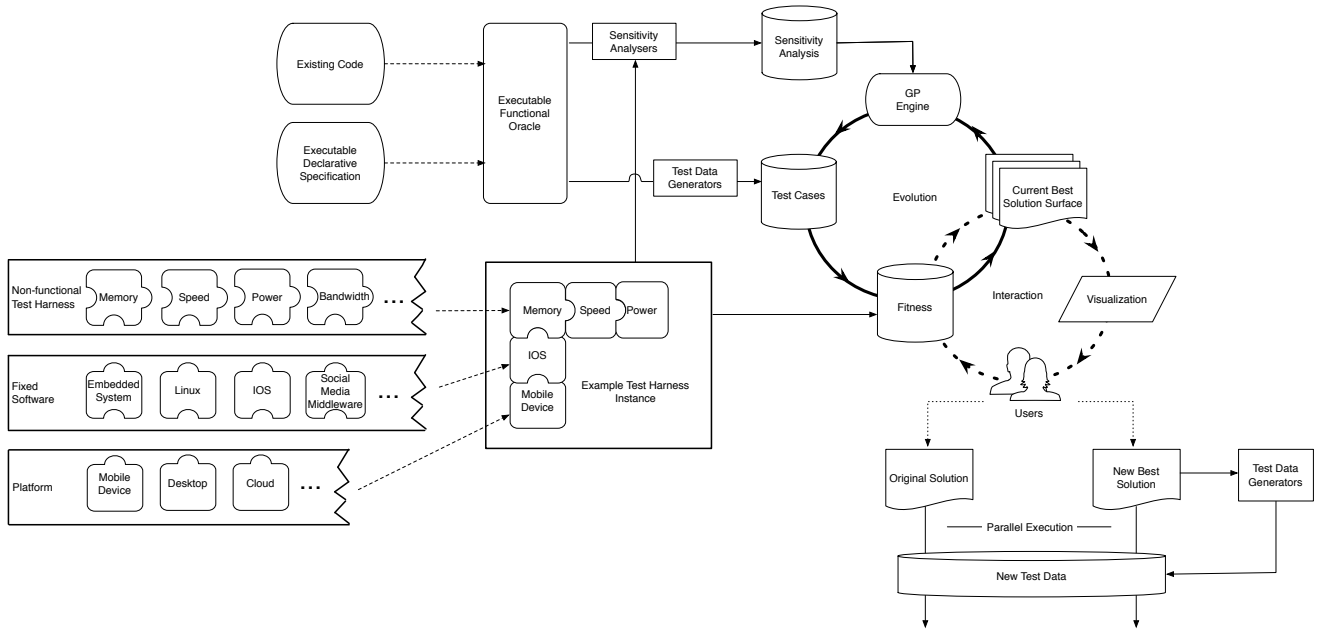 Existing Code
Executable
Declarative
Specification
Executable
Functional
Oracle
Sensitivity
Analysers
Sensitivity
Analysis
GP
Engine
Test Data
Generators
Test Cases
Evolution
Current Best
Solution Surface
Fitness
Interaction
Visualization
Users
Non-functional
Test Harness
Memory
Speed
Power
Bandwidth
...
Fixed
Software
Embedded
System
Linux
IOS
Social
Media
Middleware
...
Platform
Mobile
Device
Desktop
Cloud
...
Memory
Speed
Power
IOS
Mobile
Device
Example Test Harness
Instance
Original Solution
New Best
Solution
Test Data
Generators
Parallel Execution
New Test Data